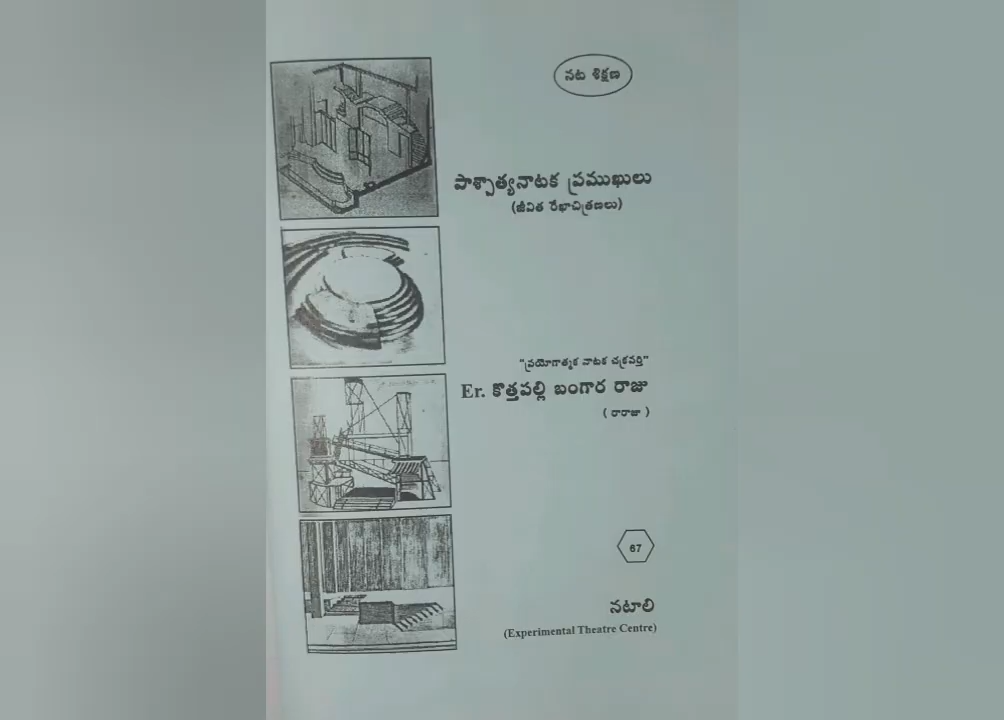 నట శిక్షణ
పాశ్చాత్యనాటక ప్రముఖులు
(జీవిత రేఖాచిత్రణలు)
"ప్రయోగాత్మక నాటక చక్రవర్తి"
Er. కొత్తపల్లి బంగార రాజు
( రారాజు )
67
నటాలి
(Experimental Theatre Centre)